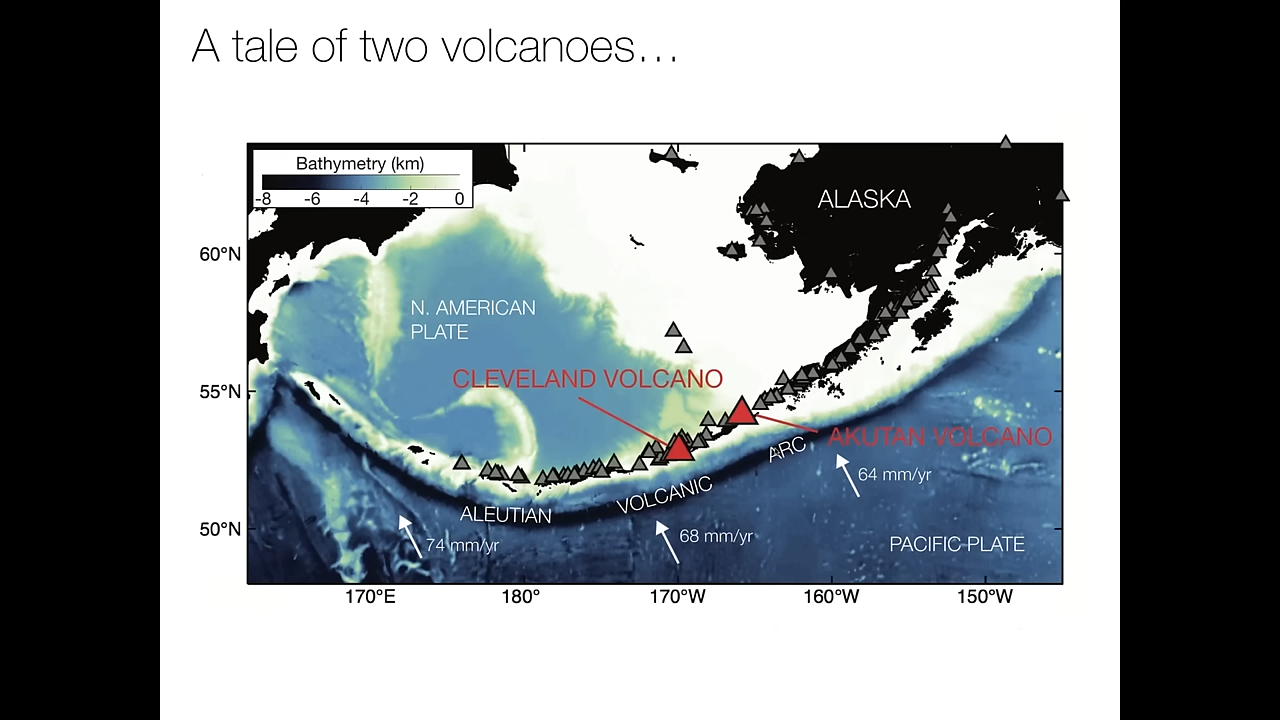 A tale of two volcanoes…
Bathymetry (km)
-8 -6 -4 -2 0
ALASKA
60°N
N. AMERICAN
PLATE
55°N
CLEVELAND VOLCANO
AKUTAN VOLCANO
ARC
64 mm/yr
VOLCANIC
ALEUTIAN
50°N
68 mm/yr
74 mm/yr
PACIFIC PLATE
170°E 180° 170°W 160°W 150°W